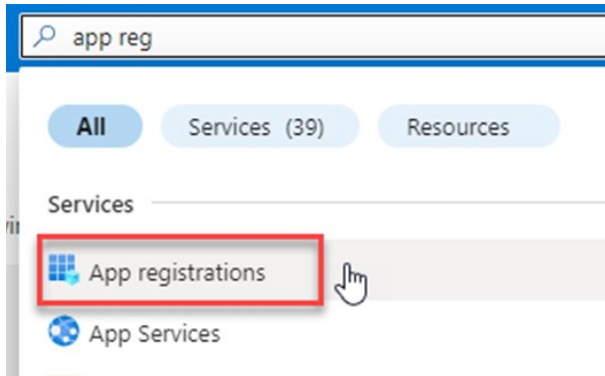 app reg
All Services (39) Resources
Services
App registrations
App Services